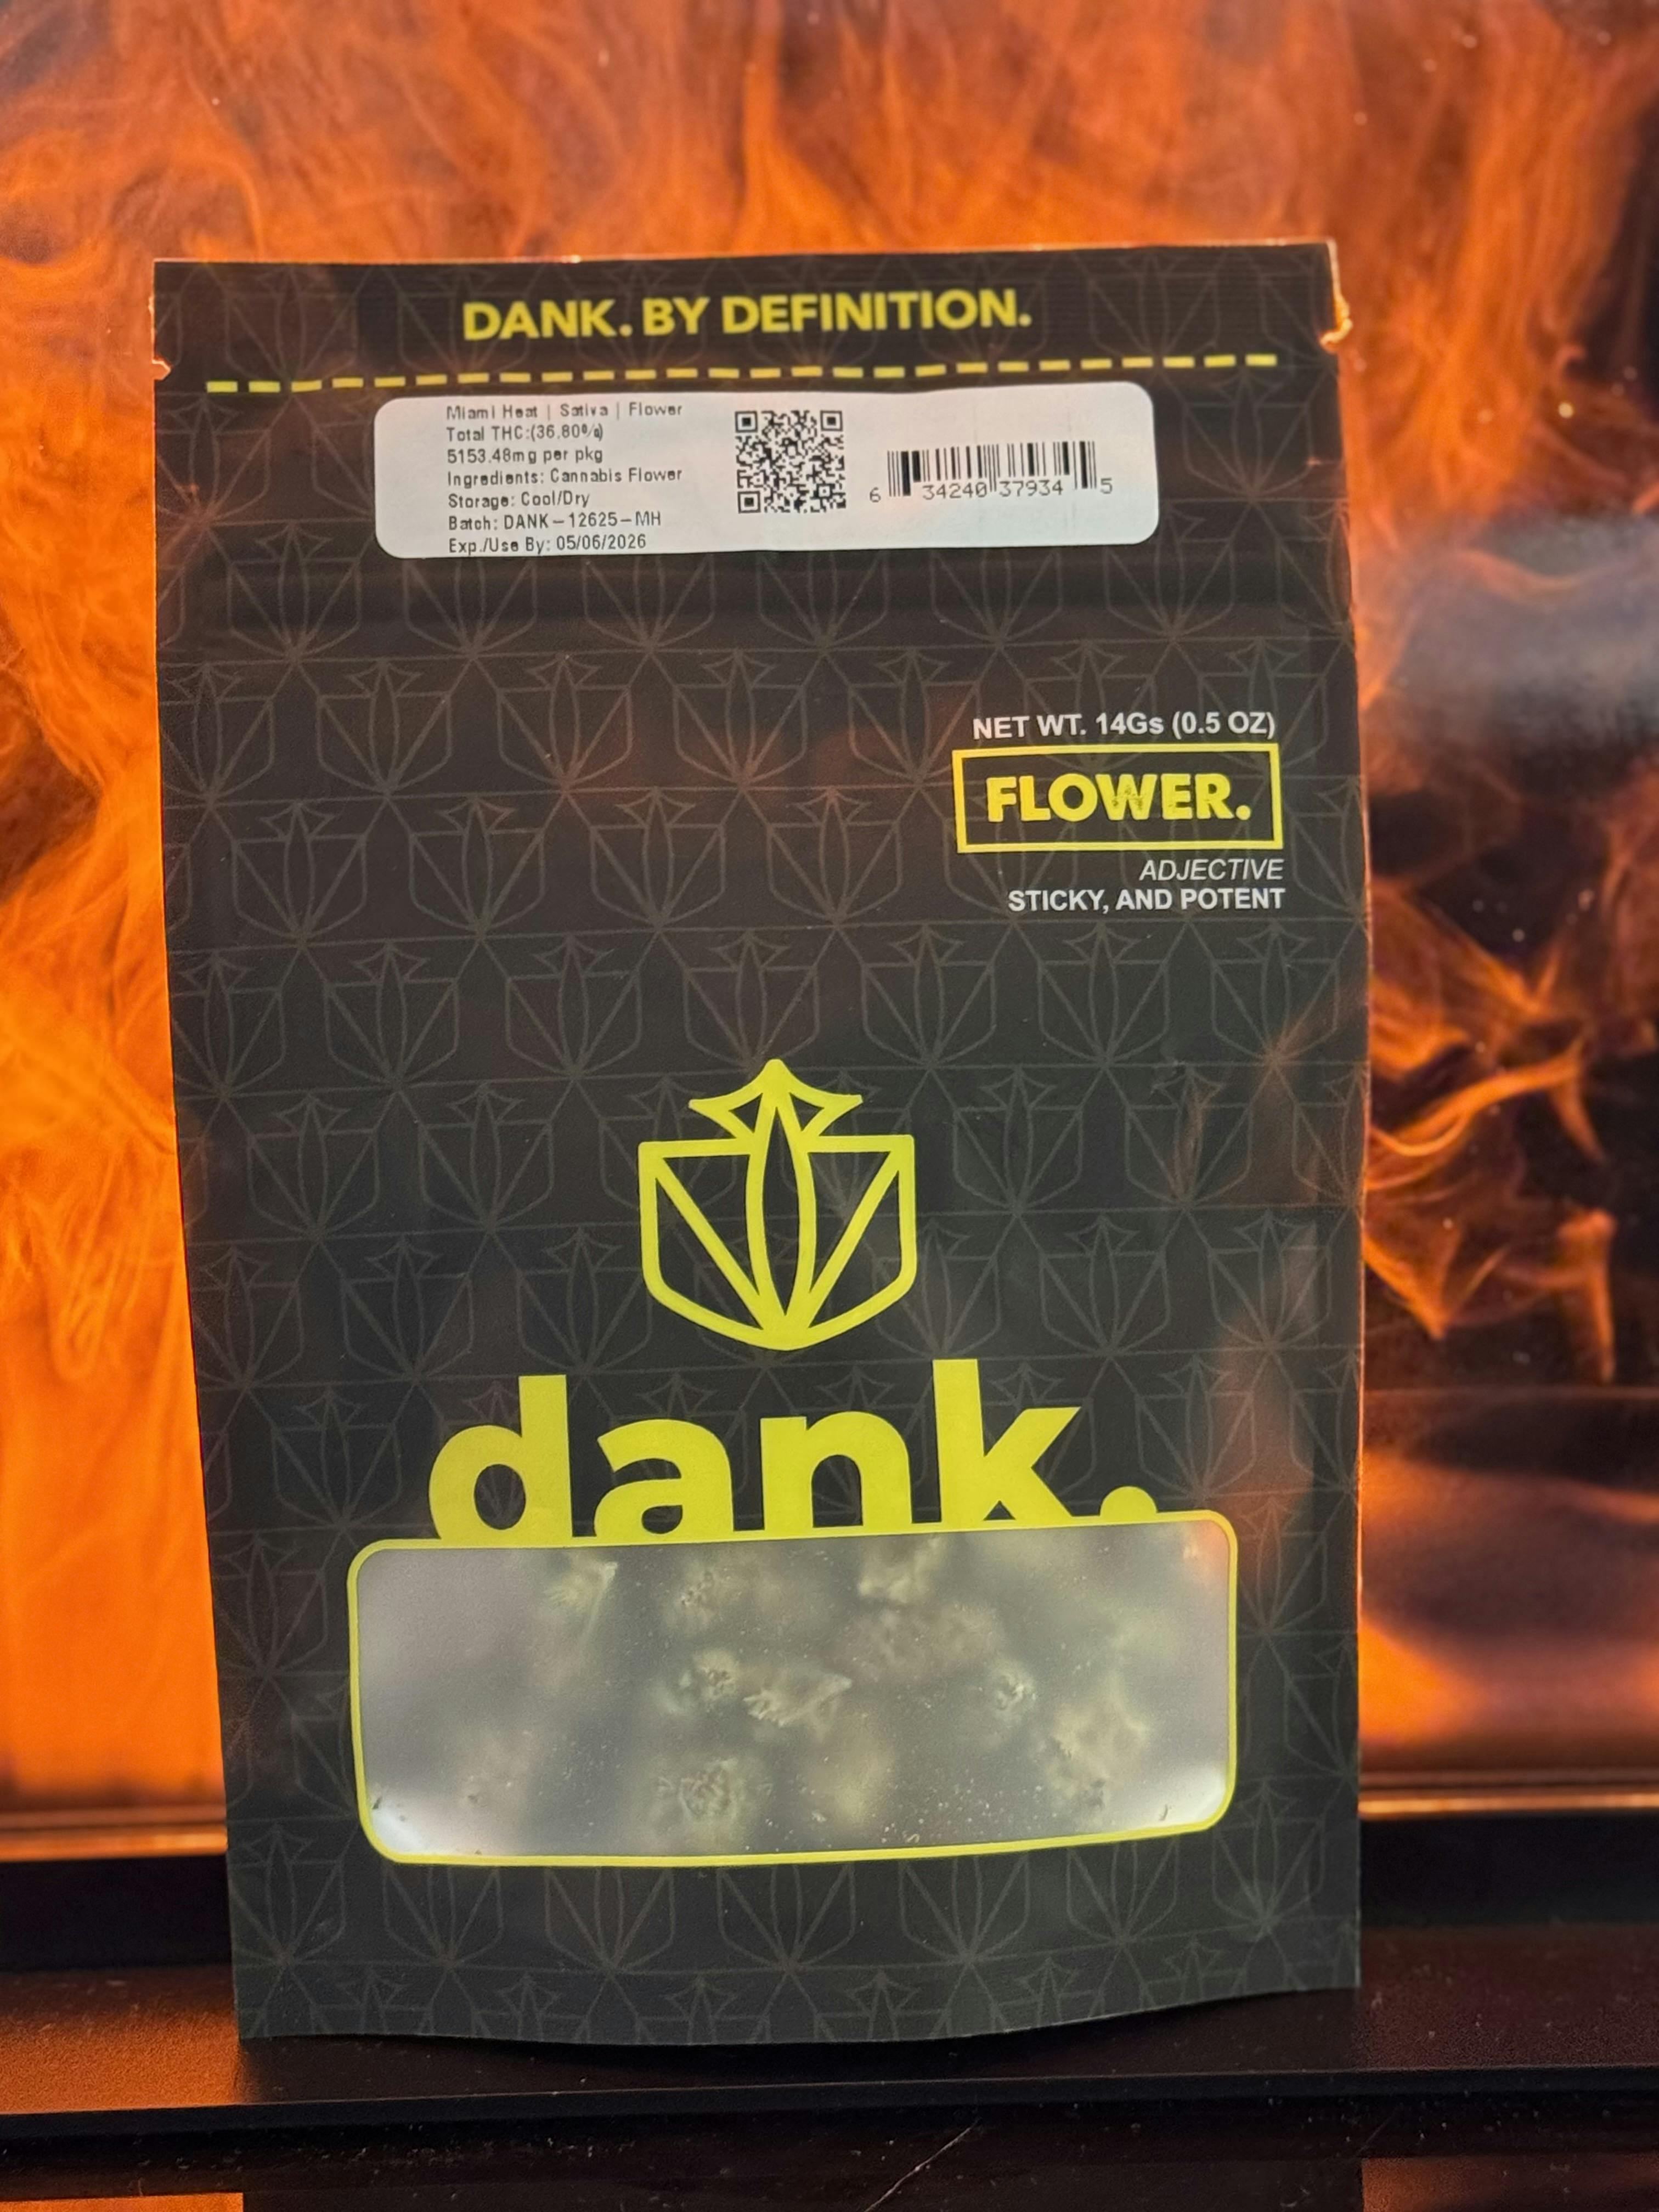 DANK. BY DEFINITION.
Miami Heat | Sativa | Flower
Total THC:(36.80%)
5153.48mg per pkg
Ingredients: Cannabis Flower
Storage: Cool/Dry
Batch: DANK-12625-MH
Exp./Use By: 05/06/2026
6 34240 37934 5
NET WT. 14Gs (0.5 OZ)
FLOWER.
ADJECTIVE
STICKY, AND POTENT
dank.